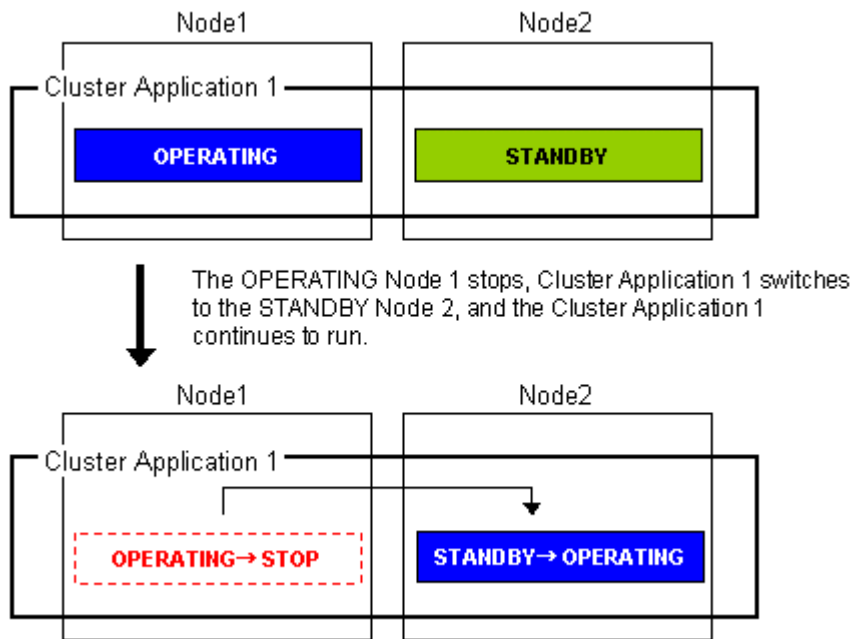 Node1 Node2
Cluster Application 1
OPERATING STANDBY
The OPERATING Node 1 stops, Cluster Application 1 switches
to the STANDBY Node 2, and the Cluster Application 1
continues to run.
Node1 Node2
Cluster Application 1
OPERATING→STOP STANDBY→OPERATING